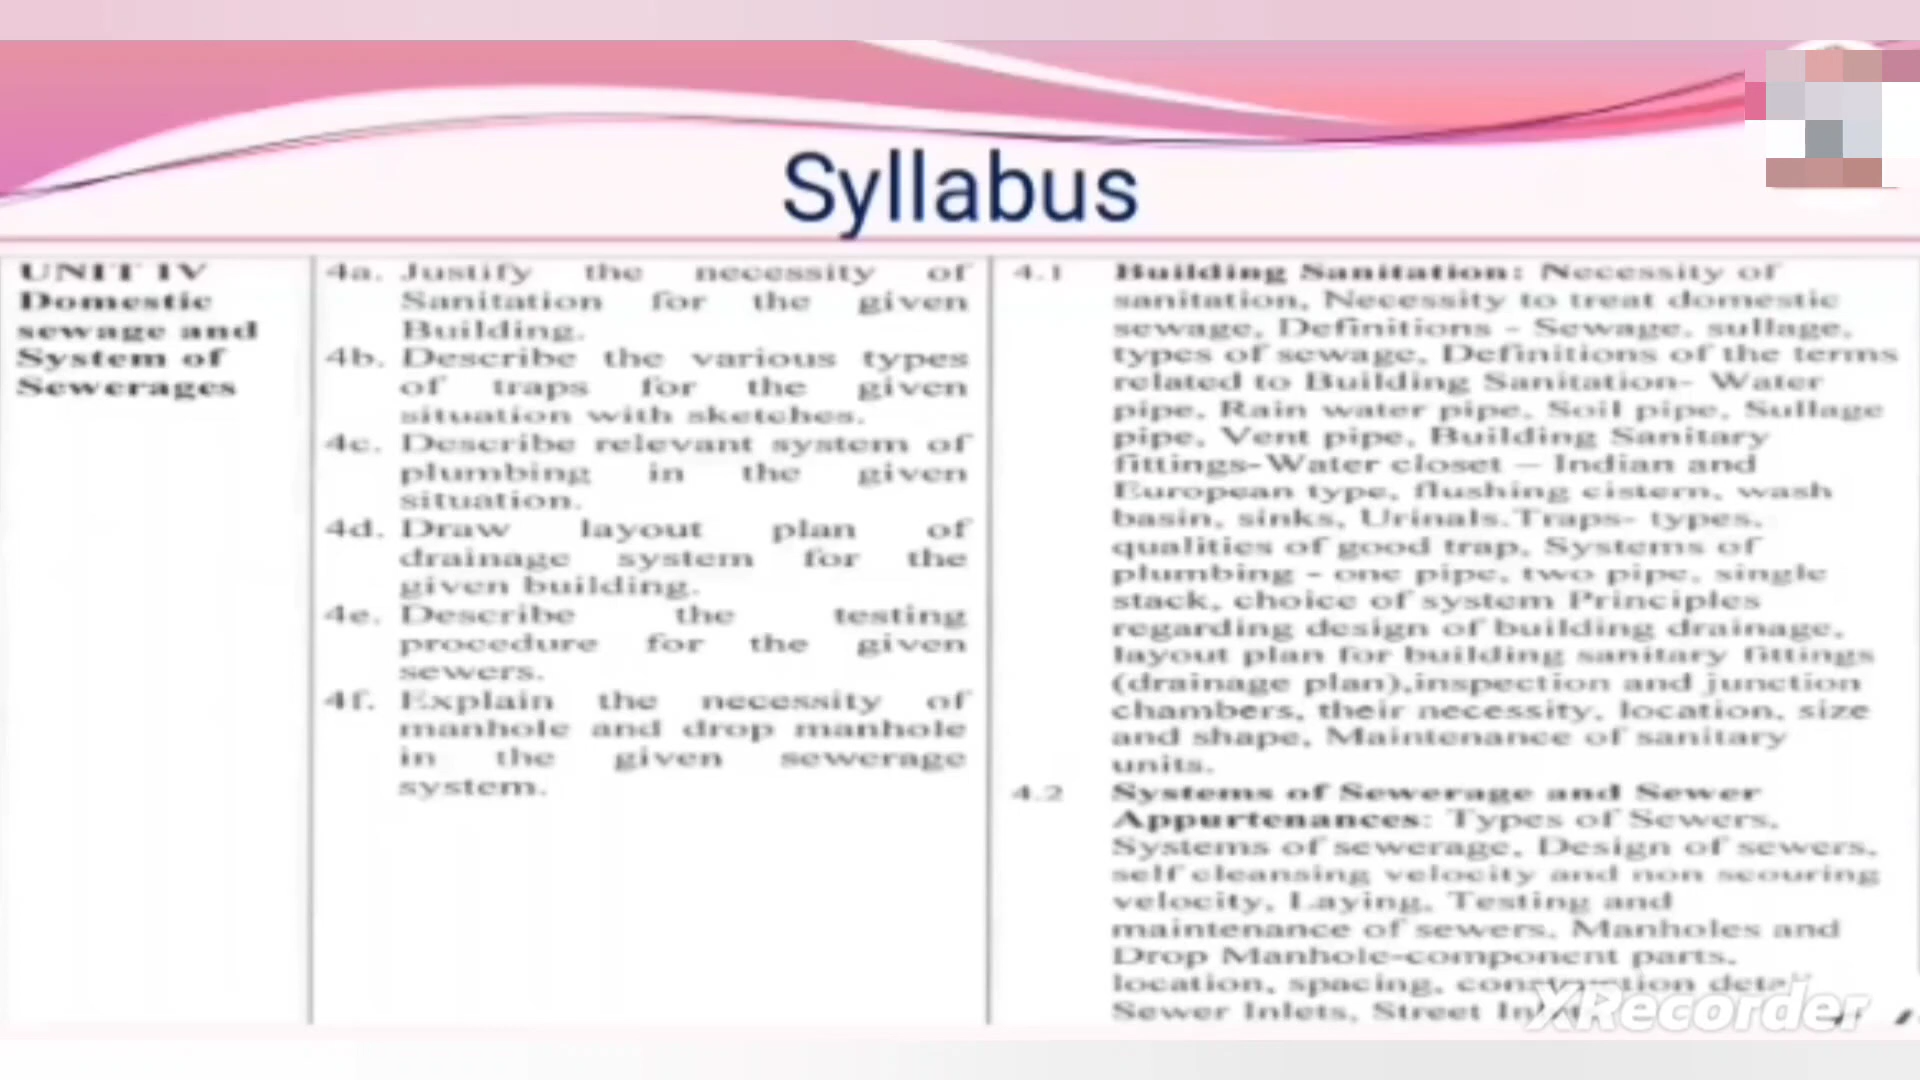 Syllabus
UNIT IV
Domestic
sewage and
System of
Sewerages
4a. Justify the necessity of
Sanitation for the given
Building.
4b. Describe the various types
of traps for the given
situation with sketches.
4c. Describe relevant system of
plumbing in the given
situation.
4d. Draw layout plan of
drainage system for the
given building.
4e. Describe the testing
procedure for the given
sewers.
4f. Explain the necessity of
manhole and drop manhole
in the given sewerage
system.
4.1 Building Sanitation: Necessity of
sanitation, Necessity to treat domestic
sewage, Definitions - Sewage, sullage,
types of sewage, Definitions of the terms
related to Building Sanitation- Water
pipe, Rain water pipe, Soil pipe, Sullage
pipe, Vent pipe, Building Sanitary
fittings-Water closet – Indian and
European type, flushing cistern, wash
basin, sinks, Urinals.Traps- types,
qualities of good trap, Systems of
plumbing - one pipe, two pipe, single
stack, choice of system Principles
regarding design of building drainage,
layout plan for building sanitary fittings
(drainage plan),inspection and junction
chambers, their necessity, location, size
and shape, Maintenance of sanitary
units.
4.2 Systems of Sewerage and Sewer
Appurtenances: Types of Sewers,
Systems of sewerage, Design of sewers,
self cleansing velocity and non scouring
velocity, Laying, Testing and
maintenance of sewers, Manholes and
Drop Manhole-component parts,
location, spacing, construction
Sewer Inlets, Street
XRecorder